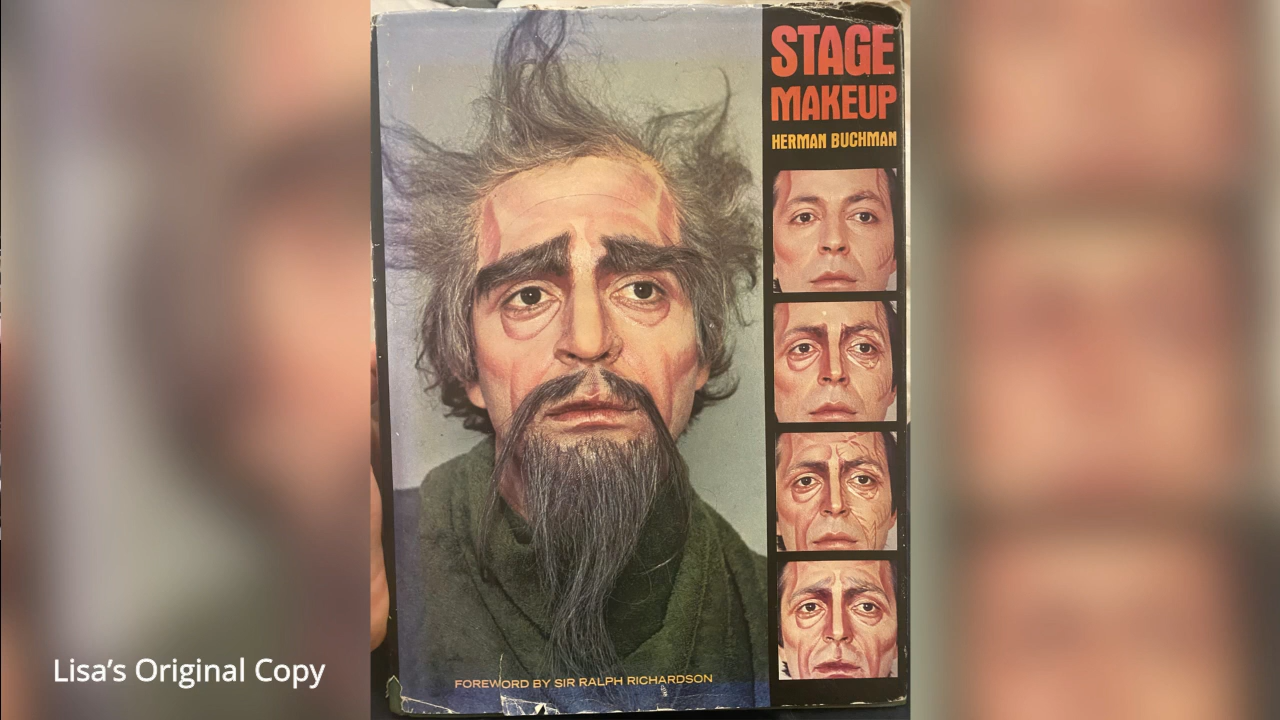 STAGE
MAKEUP
HERMAN BUCHMAN
FOREWORD BY SIR RALPH RICHARDSON
Lisa's Original Copy